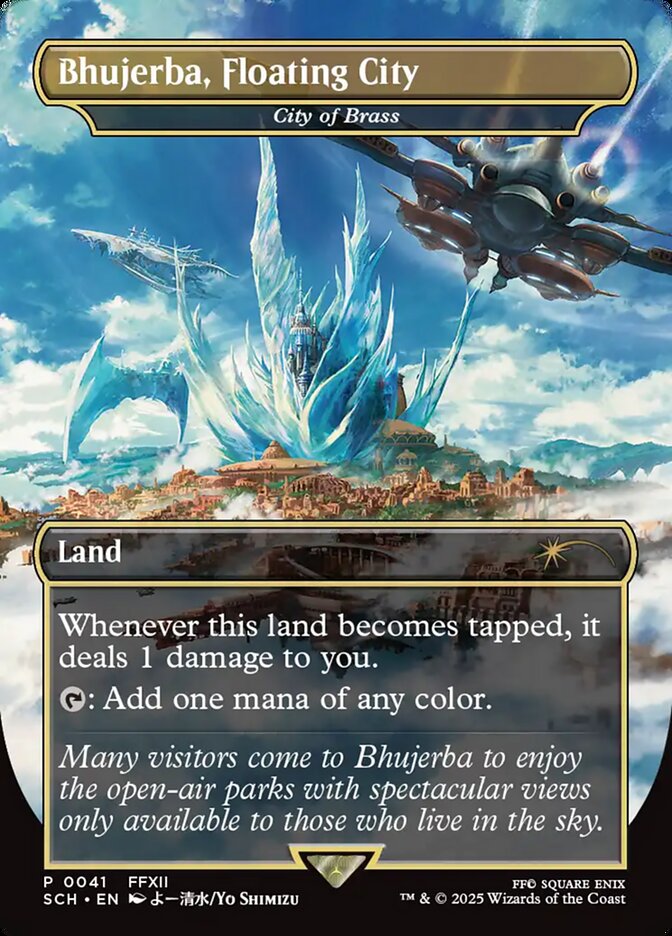 Bhujerba, Floating City
City of Brass
Land
Whenever this land becomes tapped, it
deals 1 damage to you.
: Add one mana of any color.
Many visitors come to Bhujerba to enjoy
the open-air parks with spectacular views
only available to those who live in the sky.
P 0041 FFXII
SCH • EN よー清水/Yo Shimizu
FF© SQUARE ENIX
™ & © 2025 Wizards of the Coast